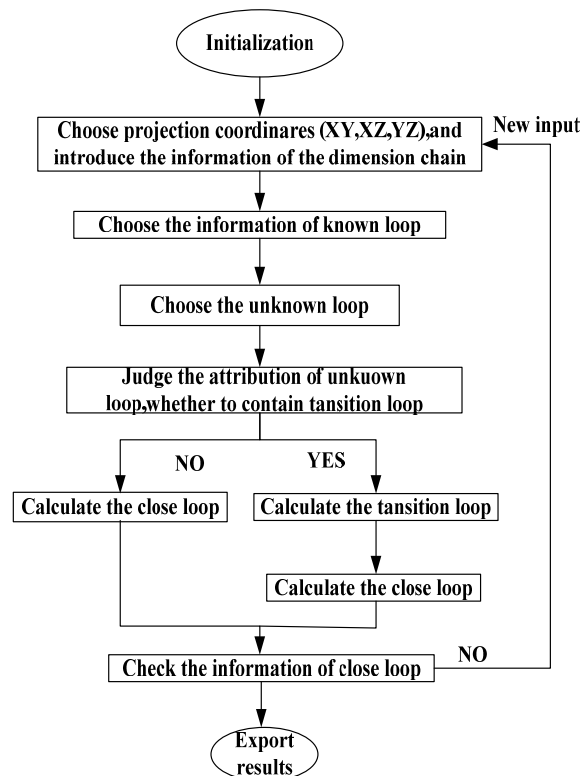 Initialization
Choose projection coordinares (XY,XZ,YZ),and
introduce the information of the dimension chain
New input
Choose the information of known loop
Choose the unknown loop
Judge the attribution of unkuown
loop,whether to contain tansition loop
NO
YES
Calculate the close loop
Calculate the tansition loop
Calculate the close loop
Check the information of close loop
NO
Export
results